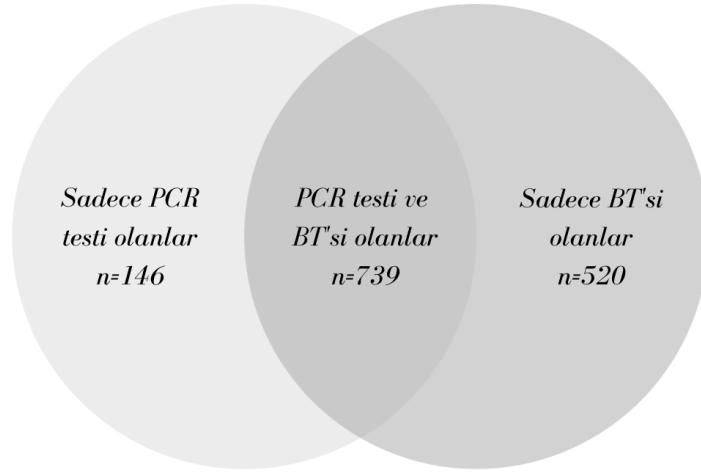 Sadece PCR
testi olanlar
n=146
PCR testi ve
BT'si olanlar
n=739
Sadece BT'si
olanlar
n=520